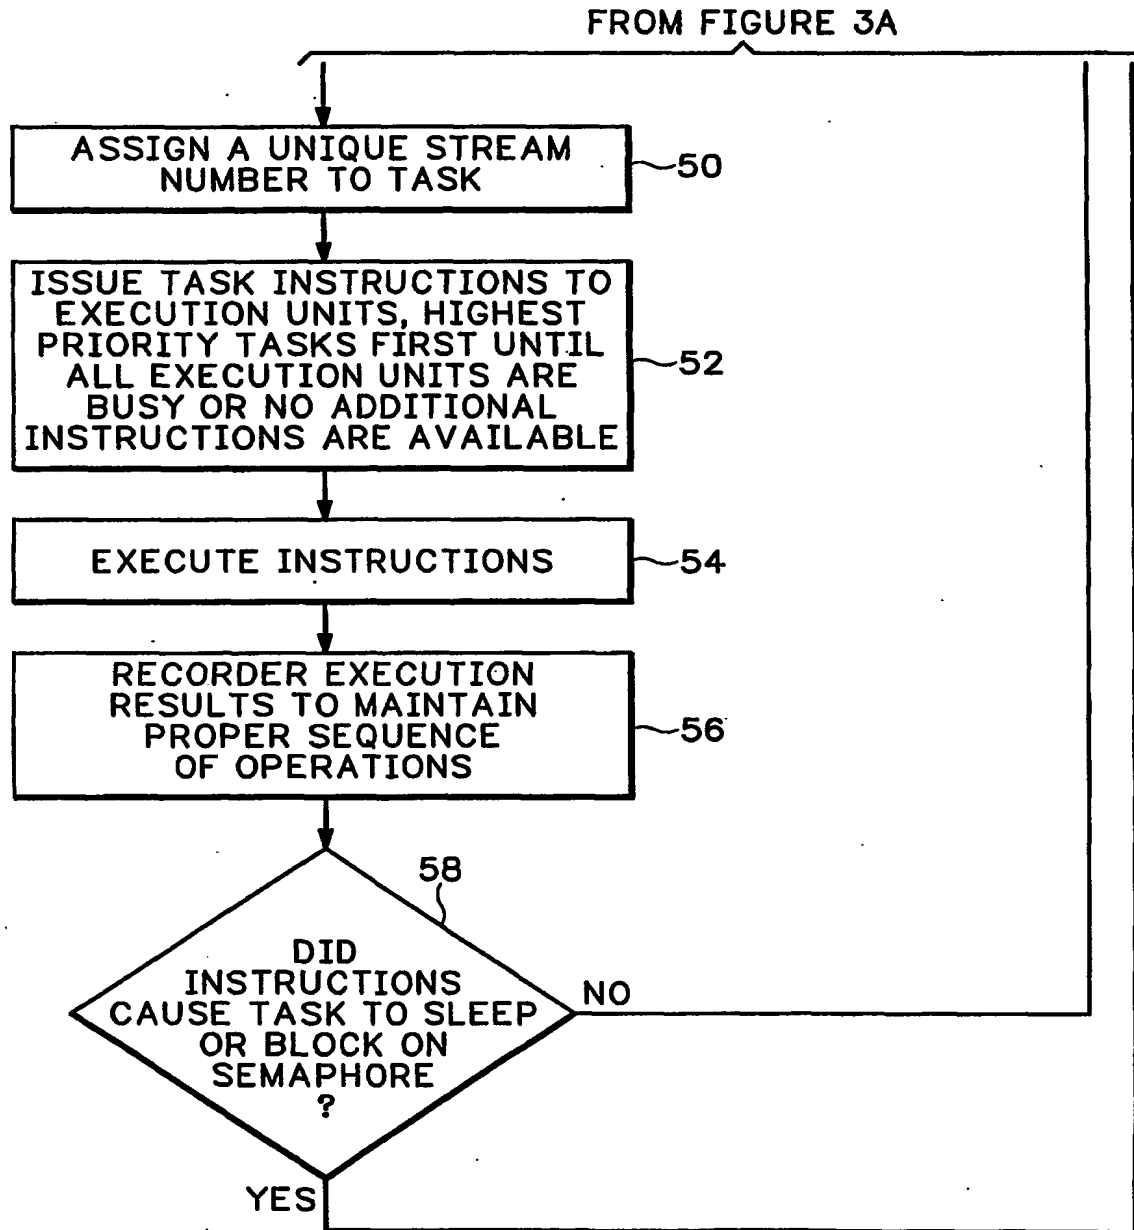 FROM FIGURE 3A
ASSIGN A UNIQUE STREAM
NUMBER TO TASK
50
ISSUE TASK INSTRUCTIONS TO
EXECUTION UNITS, HIGHEST
PRIORITY TASKS FIRST UNTIL
ALL EXECUTION UNITS ARE
BUSY OR NO ADDITIONAL
INSTRUCTIONS ARE AVAILABLE
52
EXECUTE INSTRUCTIONS
54
RECORDER EXECUTION
RESULTS TO MAINTAIN
PROPER SEQUENCE
OF OPERATIONS
56
58
DID
INSTRUCTIONS
CAUSE TASK TO SLEEP
OR BLOCK ON
SEMAPHORE
?
NO
YES